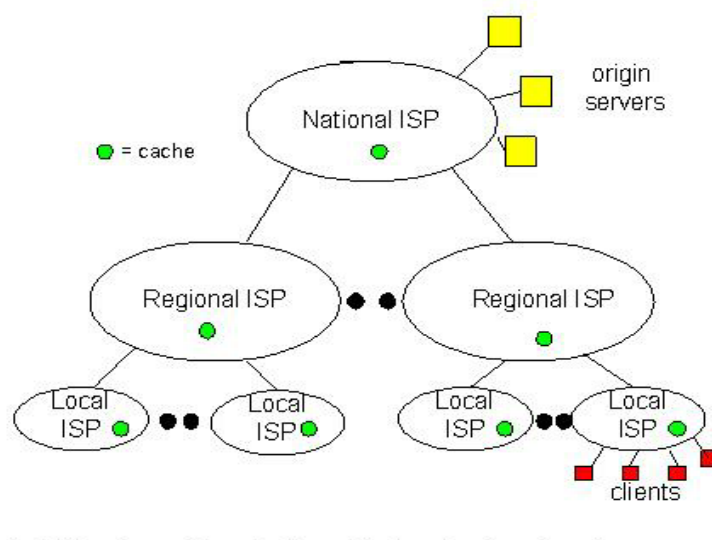 origin
servers
National ISP
= cache
Regional ISP
Regional ISP
Local
ISP
Local
ISP
Local
ISP
Local
ISP
clients